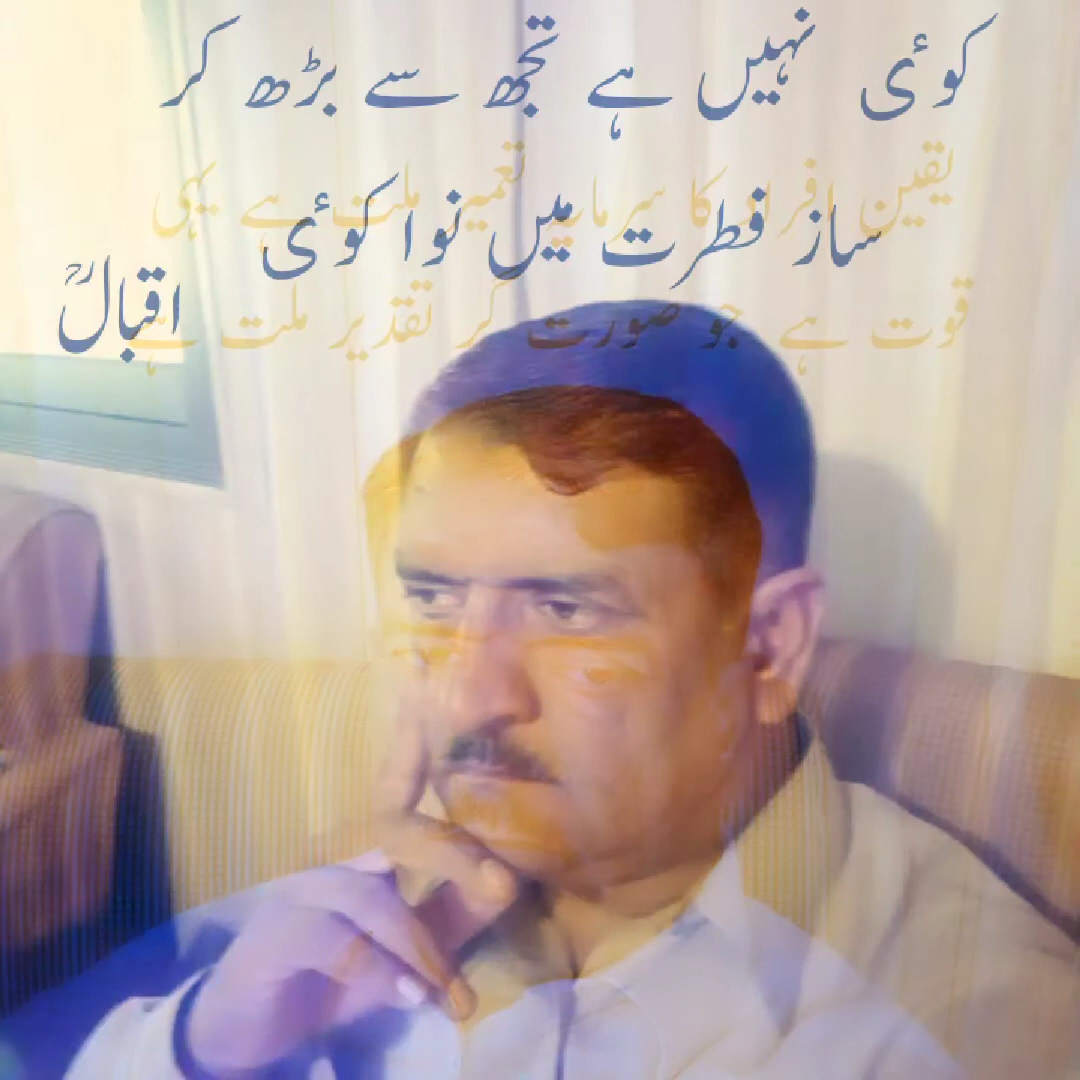 کوئی نہیں ہے تجھ سے بڑھ کر
یقین افراد کا سرمایہ تعمیر ملت ہے یہی
ساز فطرت میں نوا کوئی
اقبالؒ
قوت ہے جو صورت گر تقدیر ملت ہے